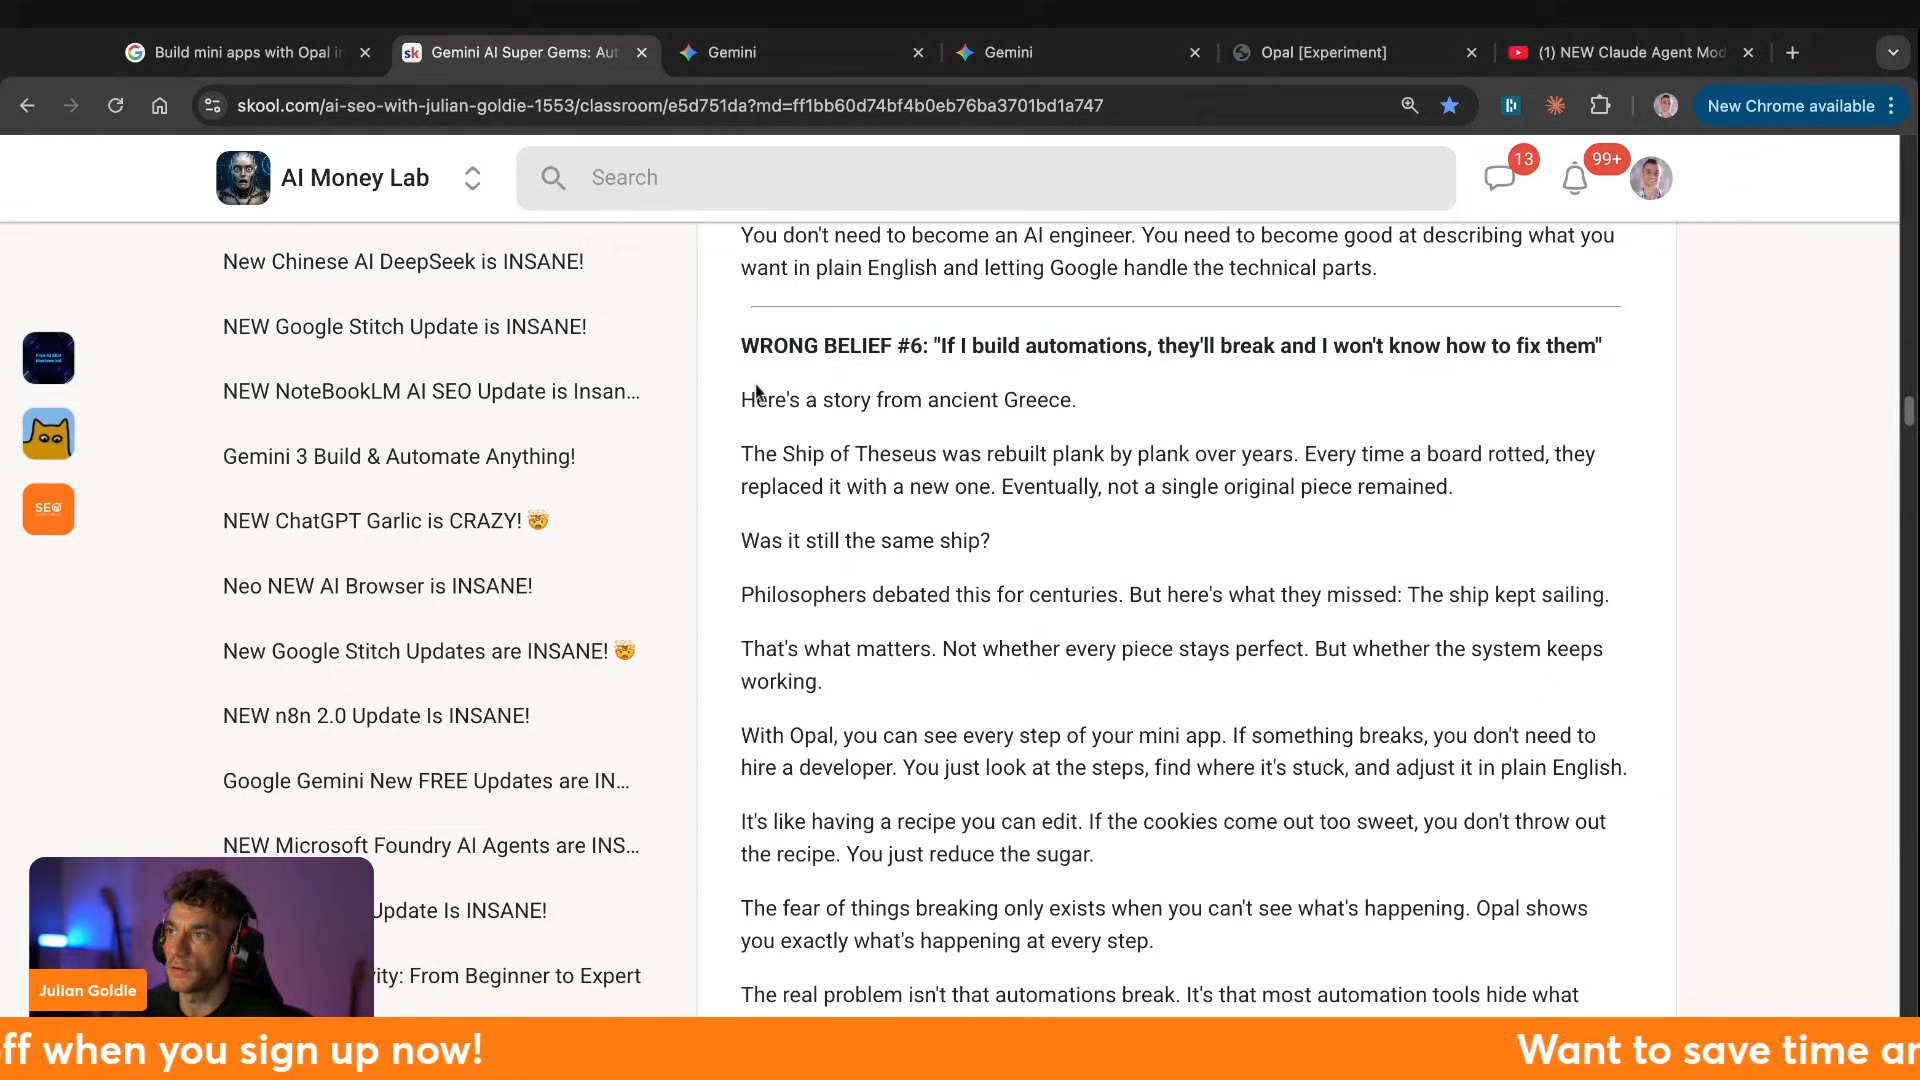 Build mini apps with Opal in
Gemini AI Super Gems: Aut
Gemini
Gemini
Opal [Experiment]
(1) NEW Claude Agent Mod
skool.com/ai-seo-with-julian-goldie-1553/classroom/e5d751da?md=ff1bb60d74bf4b0eb76ba3701bd1a747
New Chrome available
AI Money Lab
Search
13
99+
New Chinese AI DeepSeek is INSANE!
NEW Google Stitch Update is INSANE!
NEW NoteBookLM AI SEO Update is Insan...
Gemini 3 Build & Automate Anything!
NEW ChatGPT Garlic is CRAZY! 🤯
Neo NEW AI Browser is INSANE!
New Google Stitch Updates are INSANE! 🤯
NEW n8n 2.0 Update Is INSANE!
Google Gemini New FREE Updates are IN...
NEW Microsoft Foundry AI Agents are INS...
Update Is INSANE!
vity: From Beginner to Expert
You don't need to become an AI engineer. You need to become good at describing what you
want in plain English and letting Google handle the technical parts.
WRONG BELIEF #6: "If I build automations, they'll break and I won't know how to fix them"
Here's a story from ancient Greece.
The Ship of Theseus was rebuilt plank by plank over years. Every time a board rotted, they
replaced it with a new one. Eventually, not a single original piece remained.
Was it still the same ship?
Philosophers debated this for centuries. But here's what they missed: The ship kept sailing.
That's what matters. Not whether every piece stays perfect. But whether the system keeps
working.
With Opal, you can see every step of your mini app. If something breaks, you don't need to
hire a developer. You just look at the steps, find where it's stuck, and adjust it in plain English.
It's like having a recipe you can edit. If the cookies come out too sweet, you don't throw out
the recipe. You just reduce the sugar.
The fear of things breaking only exists when you can't see what's happening. Opal shows
you exactly what's happening at every step.
The real problem isn't that automations break. It's that most automation tools hide what
SEO
Julian Goldie
off when you sign up now!
Want to save time an